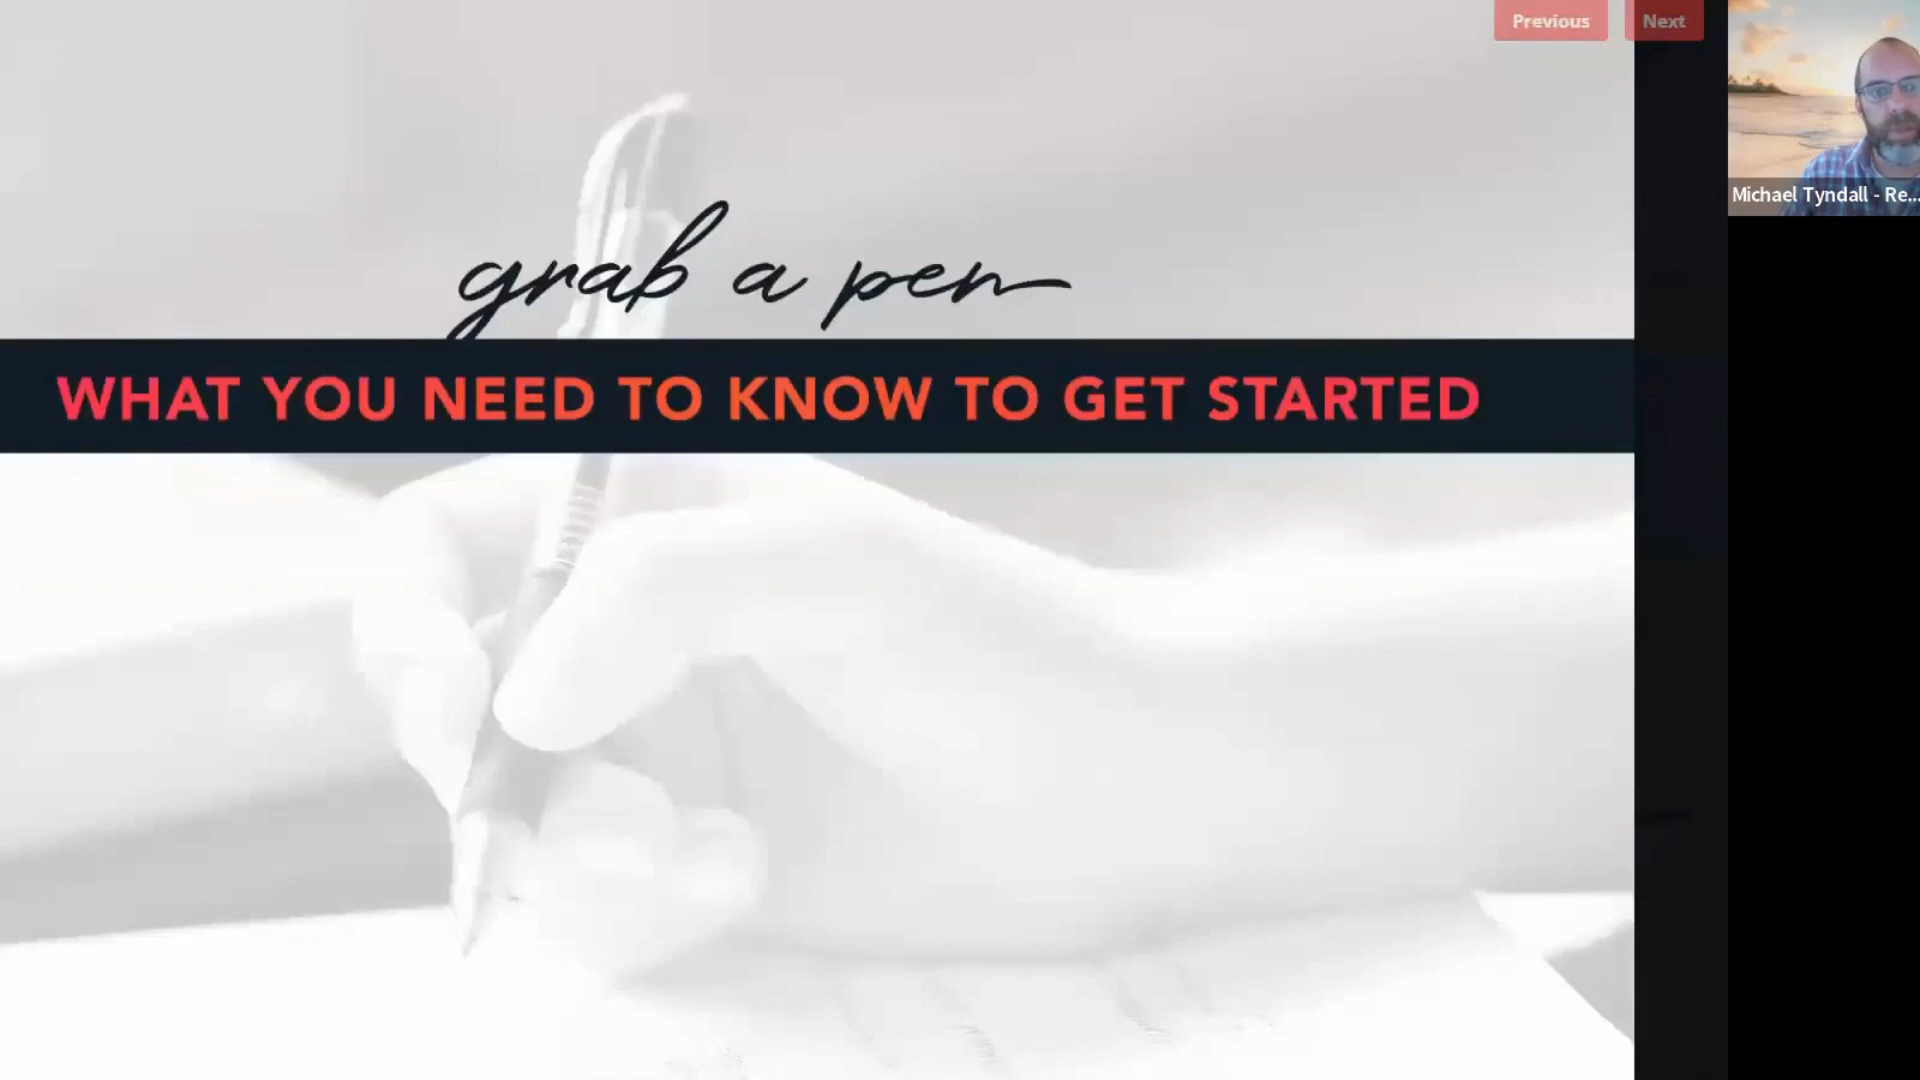 Previous Next
Michael Tyndall - Re...
grab a pen
WHAT YOU NEED TO KNOW TO GET STARTED